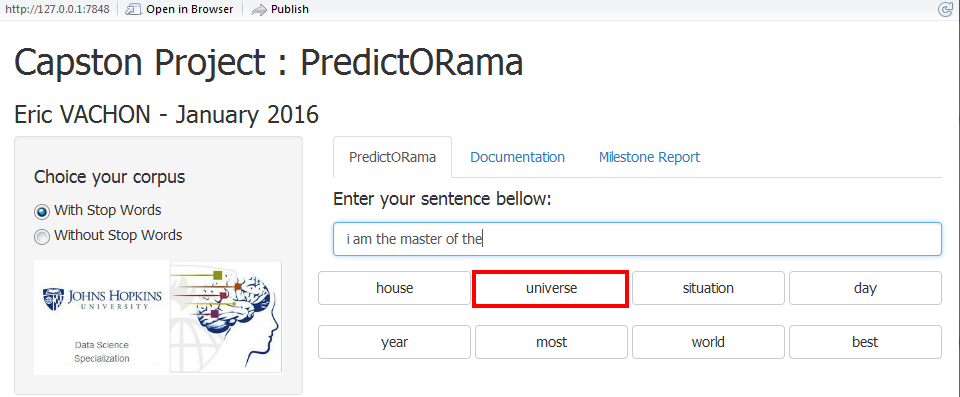 http://127.0.0.1:7848 Open in Browser Publish
Capston Project : PredictORama
Eric VACHON - January 2016
Choice your corpus
With Stop Words
Without Stop Words
JOHNS HOPKINS
UNIVERSITY
Data Science
Specialization
PredictORama Documentation Milestone Report
Enter your sentence bellow:
i am the master of the
house universe situation day
year most world best